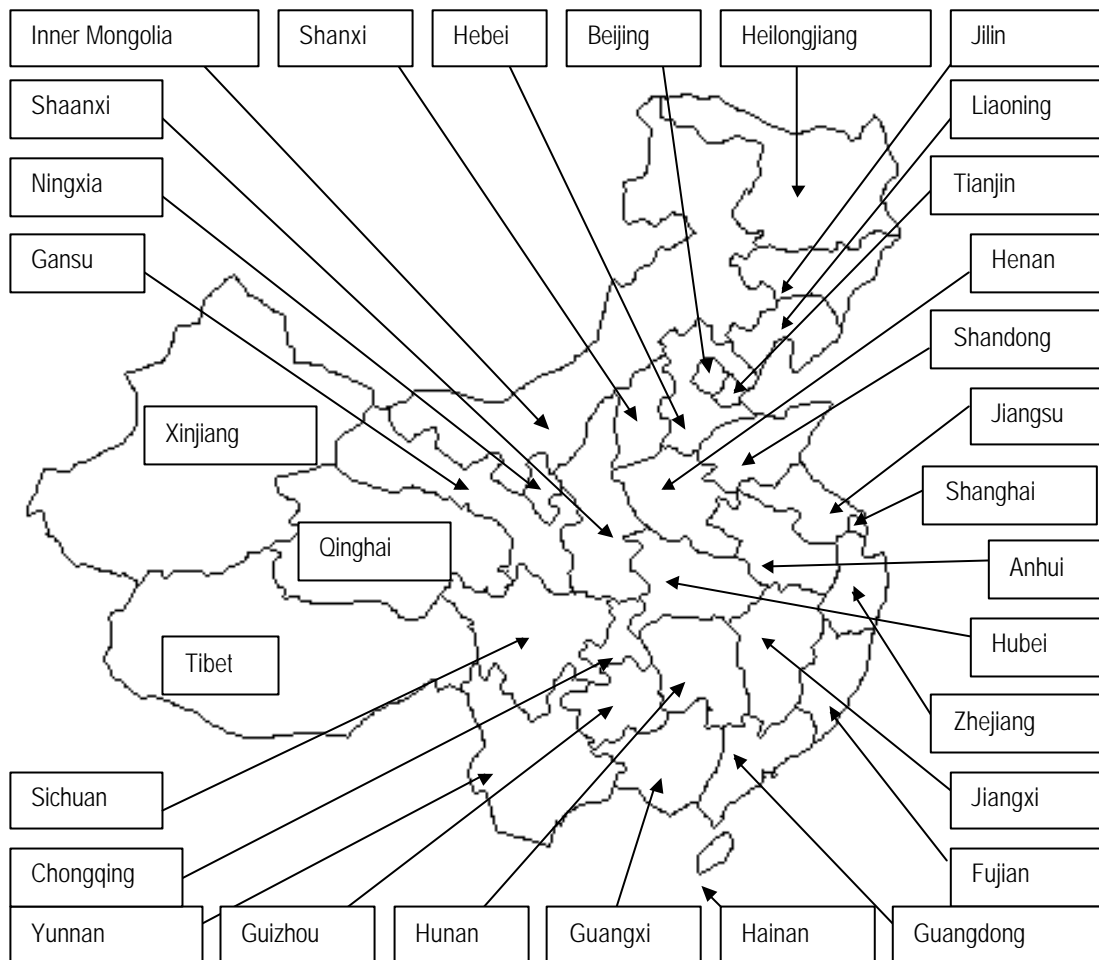 Inner Mongolia
Shanxi
Hebei
Beijing
Heilongjiang
Jilin
Shaanxi
Liaoning
Ningxia
Tianjin
Gansu
Henan
Shandong
Xinjiang
Jiangsu
Shanghai
Qinghai
Anhui
Tibet
Hubei
Zhejiang
Sichuan
Jiangxi
Chongqing
Fujian
Yunnan
Guizhou
Hunan
Guangxi
Hainan
Guangdong